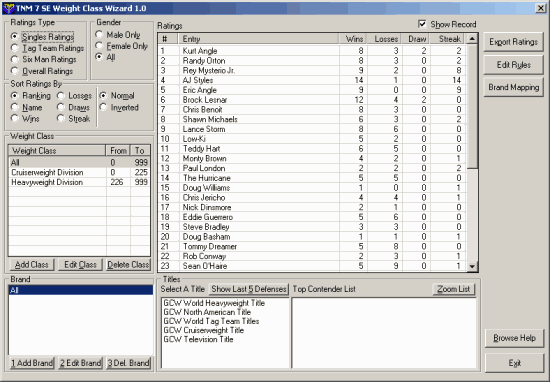 TNM 7 SE Weight Class Wizard 1.0
Ratings Type
Singles Ratings
Tag Team Ratings
Six Man Ratings
Overall Ratings
Gender
Male Only
Female Only
All
Sort Ratings By
Ranking Losses Normal
Name Draws Inverted
Wins Streak
Weight Class
Weight Class From To
All 0 999
Cruiserweight Division 0 225
Heavyweight Division 226 999
Add Class Edit Class Delete Class
Brand
All
1 Add Brand 2 Edit Brand 3 Del. Brand
Ratings
Show Record
# Entry Wins Losses Draw Streak
1 Kurt Angle 8 3 2 2
2 Randy Orton 8 3 0 2
3 Rey Mysterio Jr. 9 2 0 8
4 AJ Styles 14 1 0 14
5 Eric Angle 9 0 0 9
6 Brock Lesnar 12 4 2 0
7 Chris Benoit 8 3 0 0
8 Shawn Michaels 6 3 0 2
9 Lance Storm 8 6 0 0
10 Low-Ki 5 2 0 0
11 Teddy Hart 6 5 0 0
12 Monty Brown 4 2 0 1
13 Paul London 2 2 0 2
14 The Hurricane 5 5 0 0
15 Doug Williams 1 0 0 1
16 Chris Jericho 4 4 0 1
17 Nick Dinsmore 2 1 0 0
18 Eddie Guerrero 5 6 0 0
19 Steve Bradley 3 3 0 0
20 Doug Basham 1 1 0 1
21 Tommy Dreamer 5 8 0 0
22 Rob Conway 2 3 0 1
23 Sean O'Haire 5 9 0 1
Titles
Select A Title Show Last 5 Defenses Top Contender List Zoom List
GCW World Heavyweight Title
GCW North American Title
GCW World Tag Team Titles
GCW Cruiserweight Title
GCW Television Title
Export Ratings
Edit Rules
Brand Mapping
Browse Help
Exit